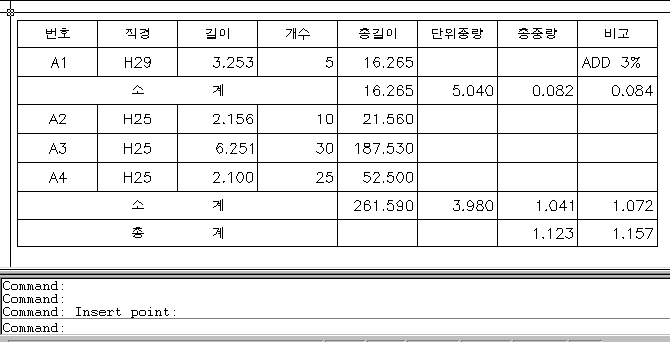 번호 직경 길이 개수 총길이 단위중량 총중량 비고
A1 H29 3.253 5 16.265 ADD 3%
소 계 16.265 5.040 0.082 0.084
A2 H25 2.156 10 21.560
A3 H25 6.251 30 187.530
A4 H25 2.100 25 52.500
소 계 261.590 3.980 1.041 1.072
총 계 1.123 1.157
Command:
Command:
Command: Insert point:
Command: